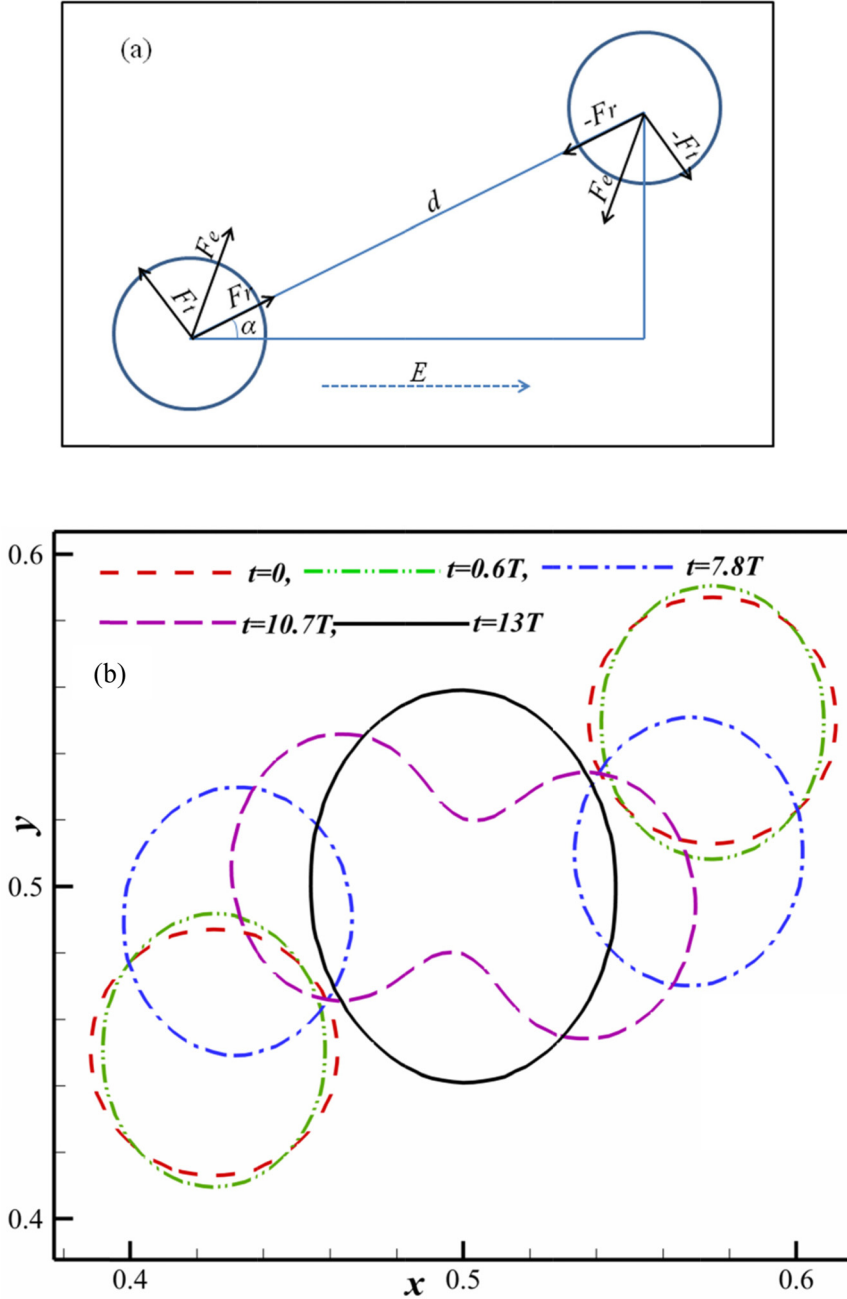 (a)
-Fr
-Ft
Fe
d
Fe
Ft
Fr
α
E
0.6
t=0, t=0.6T, t=7.8T
t=10.7T, t=13T
(b)
y
0.5
0.4
0.4 0.5 0.6
x